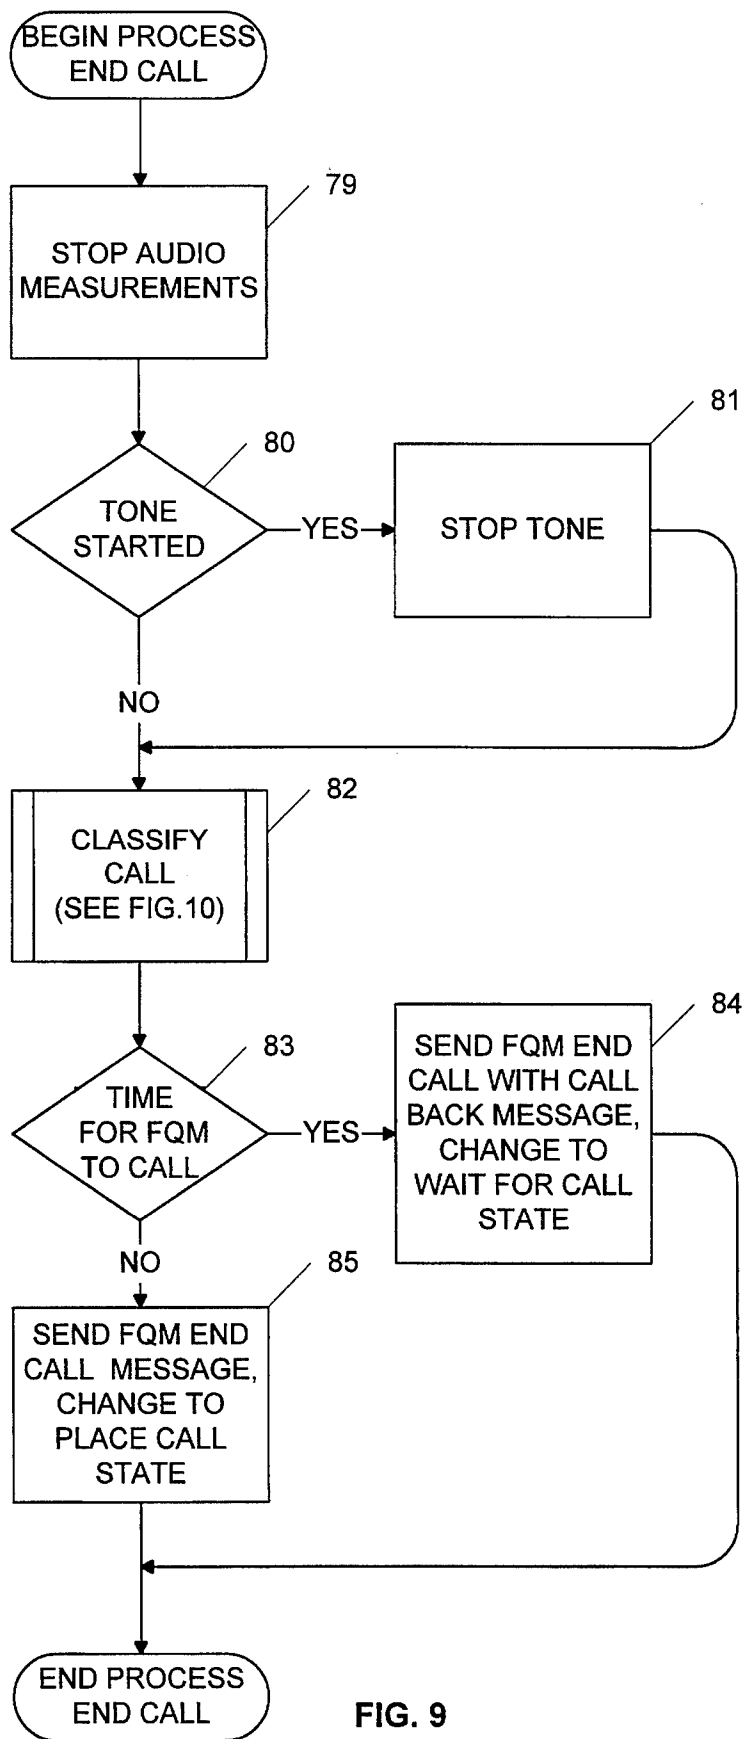 BEGIN PROCESS
END CALL
79
STOP AUDIO
MEASUREMENTS
80
TONE
STARTED
YES
81
STOP TONE
NO
82
CLASSIFY
CALL
(SEE FIG.10)
83
TIME
FOR FQM
TO CALL
YES
84
SEND FQM END
CALL WITH CALL
BACK MESSAGE,
CHANGE TO
WAIT FOR CALL
STATE
NO
85
SEND FQM END
CALL MESSAGE,
CHANGE TO
PLACE CALL
STATE
END PROCESS
END CALL
FIG. 9